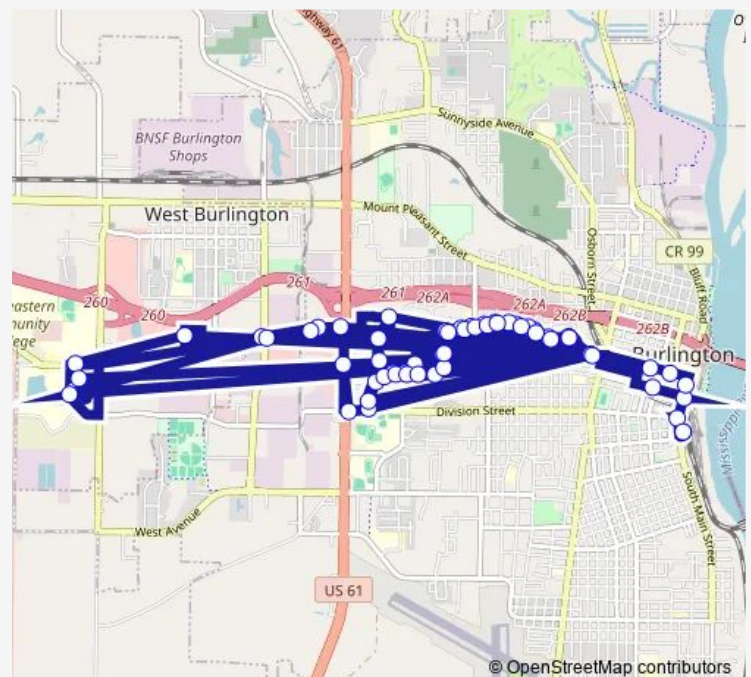 Highway 61
O
BNSF Burlington
Shops
Sunnyside Avenue
West Burlington
Mount Pleasant Street
Osborn Street
CR 99
Bluff Road
260
261
261
262A
262A
260
262B
262B
eastern
munity
ege
Burlington
Division Street
Mississippi
West Avenue
South Main Street
US 61
© OpenStreetMap contributors